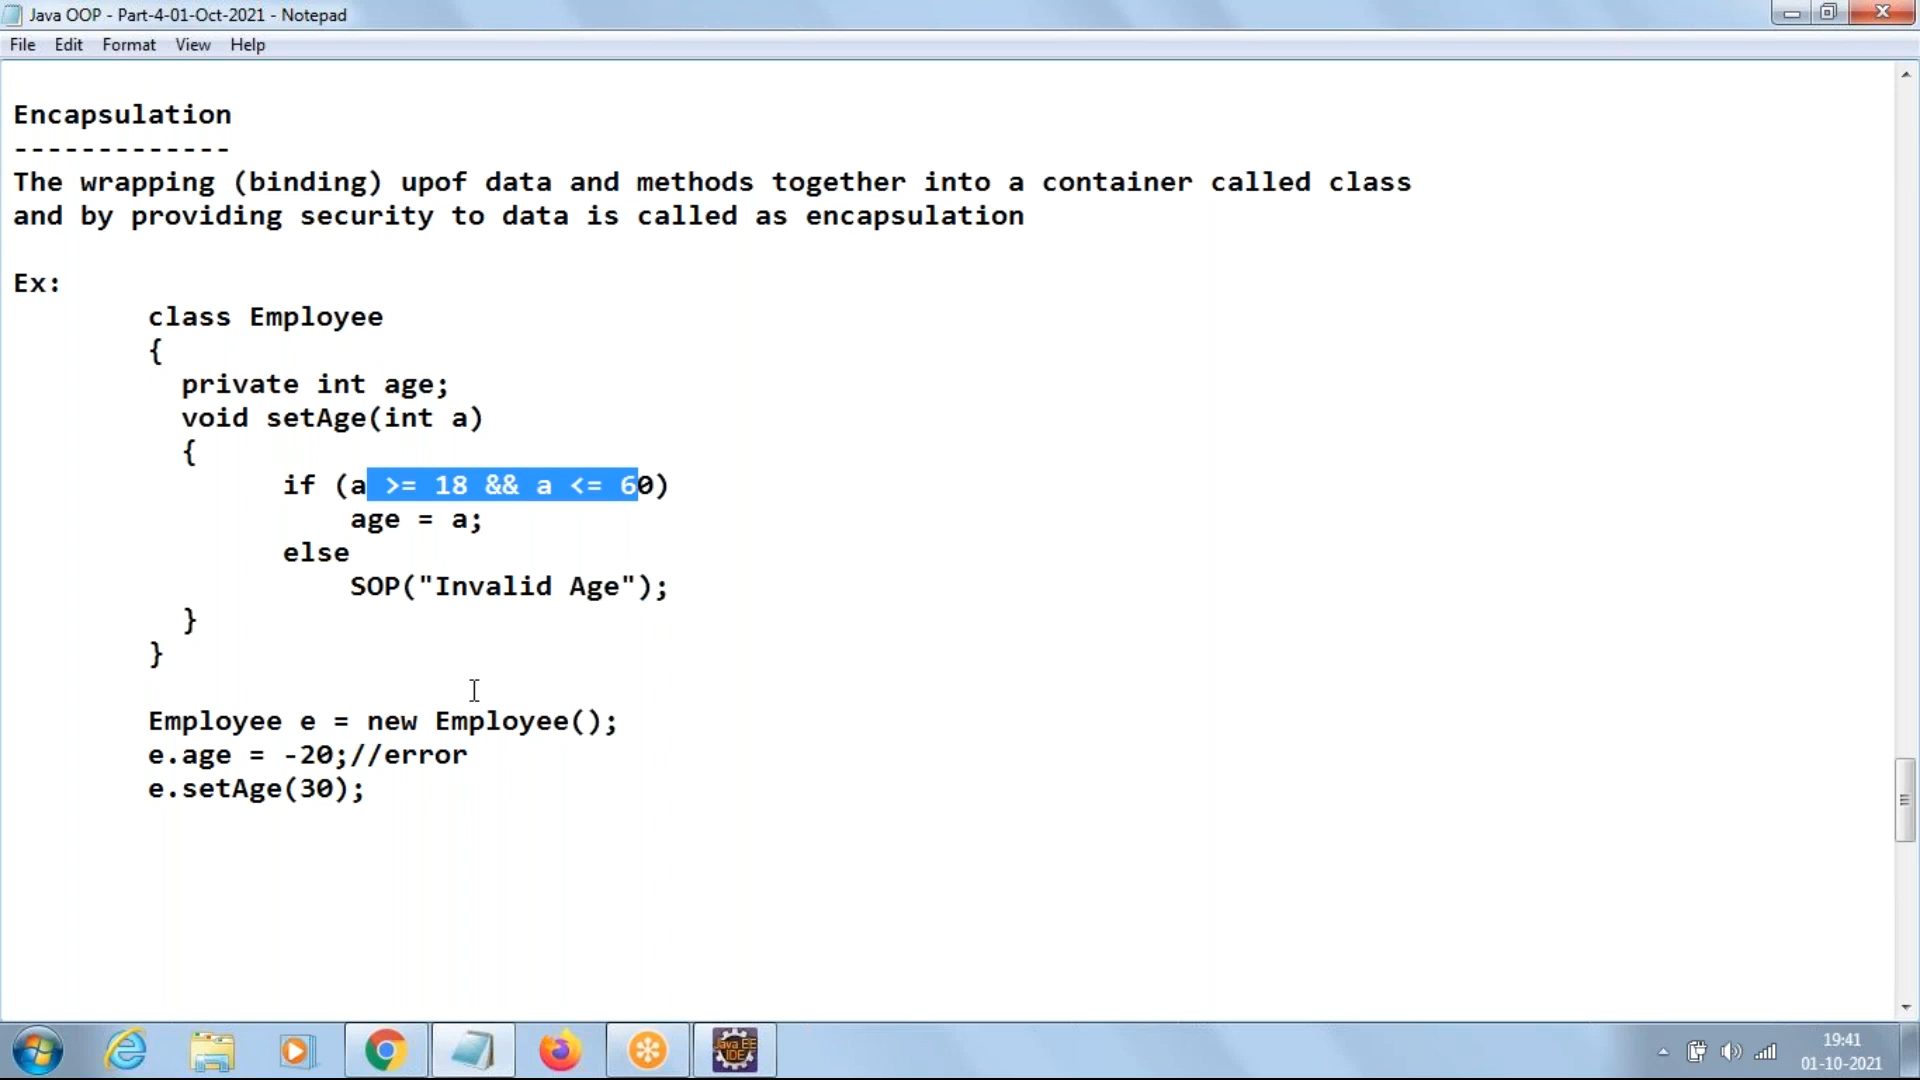 Java OOP - Part-4-01-Oct-2021 - Notepad
File Edit Format View Help
Encapsulation
-------------
The wrapping (binding) upof data and methods together into a container called class
and by providing security to data is called as encapsulation
Ex:
class Employee
{
private int age;
void setAge(int a)
{
if (a >= 18 && a <= 60)
age = a;
else
SOP("Invalid Age");
}
}
Employee e = new Employee();
e.age = -20;//error
e.setAge(30);
Java EE
IDE
19:41
01-10-2021